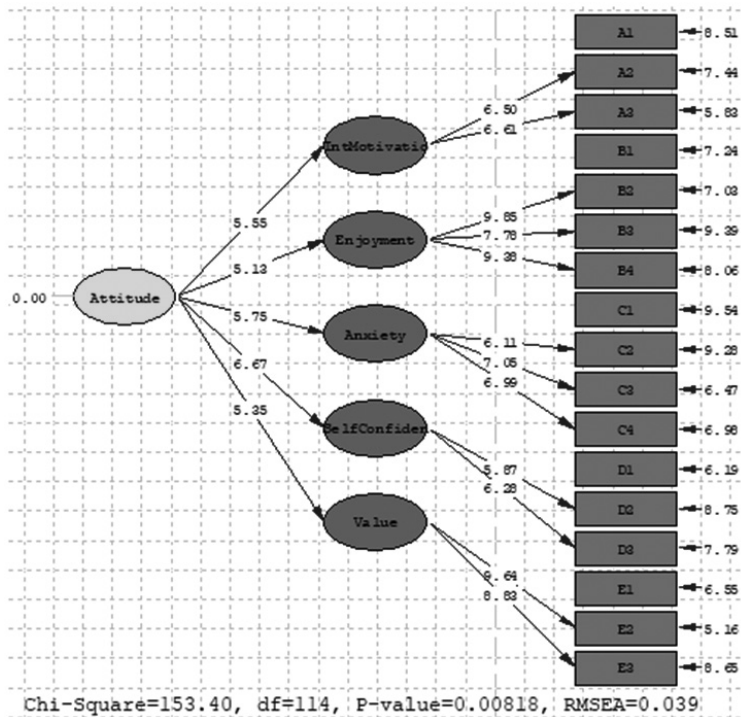 A1
8.51
A2
7.44
6.50
A3
5.83
6.61
IntMotivatio
B1
7.24
B2
7.03
9.85
5.55
B3
9.39
7.78
Enjoyment
9.38
B4
8.06
5.13
0.00
Attitude
C1
9.54
5.75
Anxiety
6.11
C2
9.28
7.05
6.67
6.99
C3
6.47
5.35
SelfConfiden
C4
6.98
5.87
D1
6.19
6.28
D2
8.75
Value
D3
7.79
9.64
E1
6.55
8.83
E2
5.16
E3
8.65
Chi-Square=153.40, df=114, P-value=0.00818, RMSEA=0.039